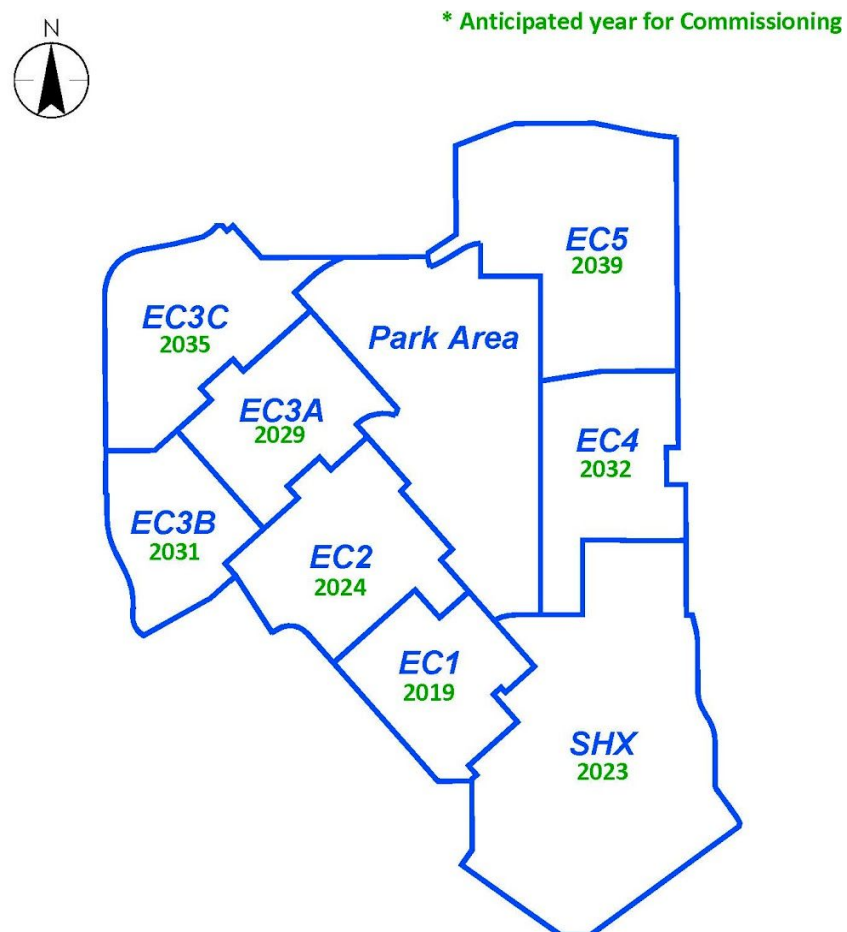 * Anticipated year for Commissioning
N
EC5
2039
EC3C
2035
Park Area
EC3A
2029
EC4
2032
EC3B
2031
EC2
2024
EC1
2019
SHX
2023